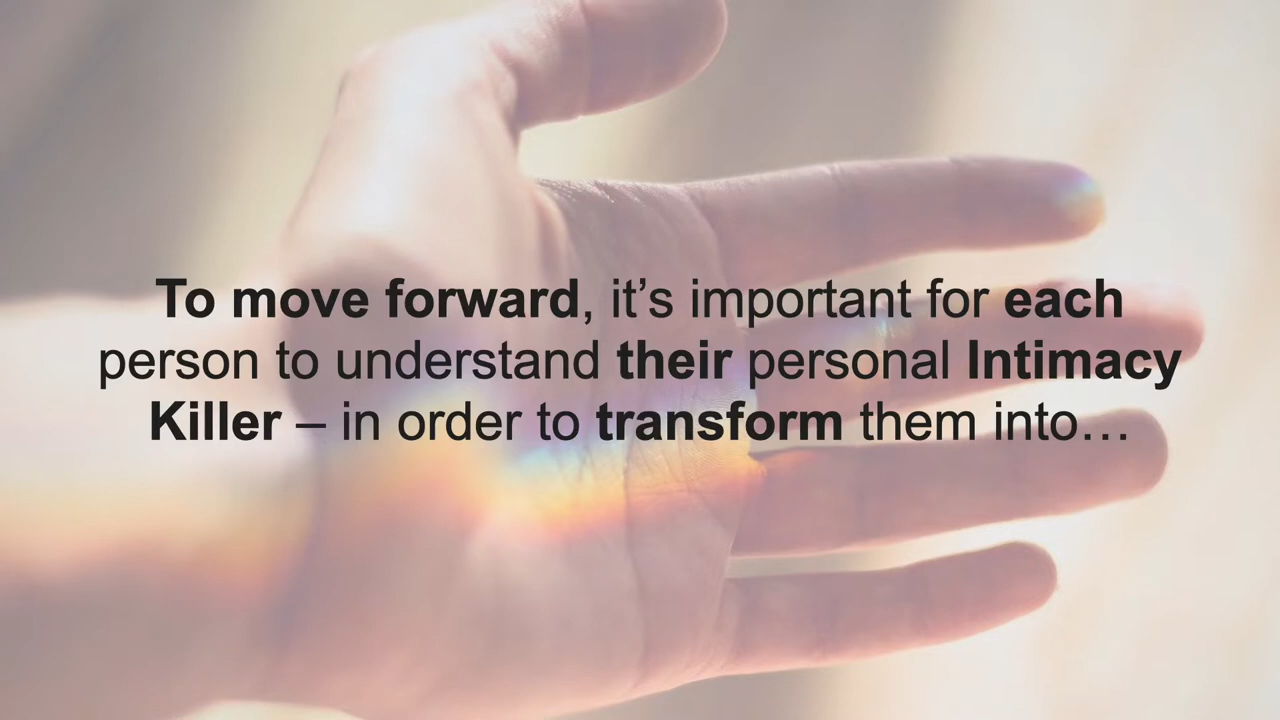 To move forward, it’s important for each
person to understand their personal Intimacy
Killer – in order to transform them into…